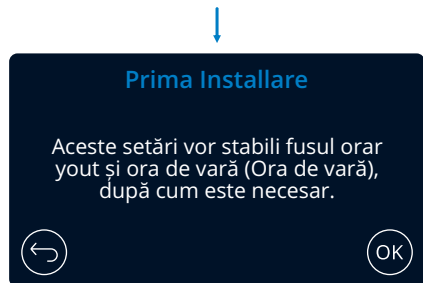 Prima Installare
Aceste setări vor stabili fusul orar
yout și ora de vară (Ora de vară),
după cum este necesar.
OK